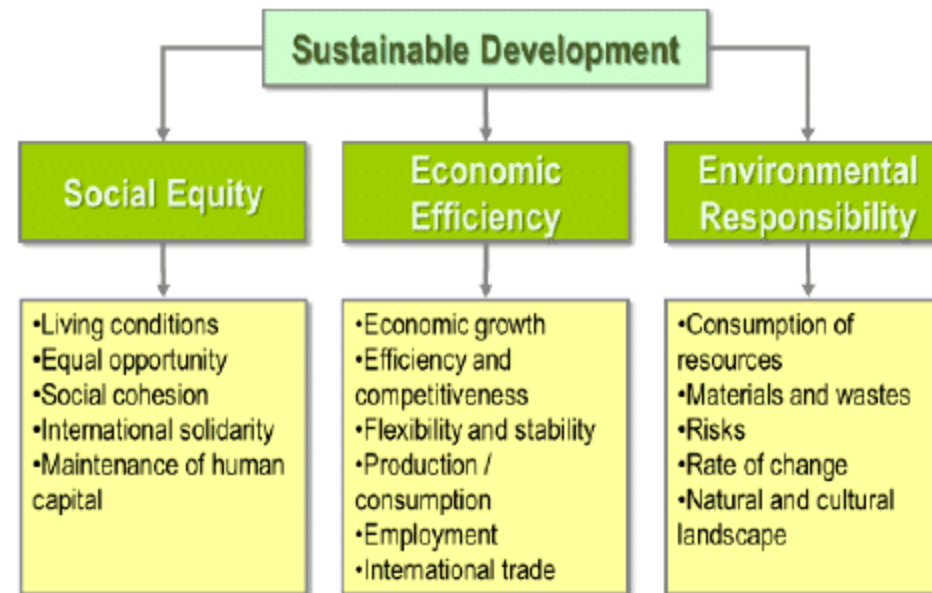 Sustainable Development
Social Equity
Economic
Efficiency
Environmental
Responsibility
•Living conditions
•Equal opportunity
•Social cohesion
•International solidarity
•Maintenance of human
capital
•Economic growth
•Efficiency and
competitiveness
•Flexibility and stability
•Production /
consumption
•Employment
•International trade
•Consumption of
resources
•Materials and wastes
•Risks
•Rate of change
•Natural and cultural
landscape